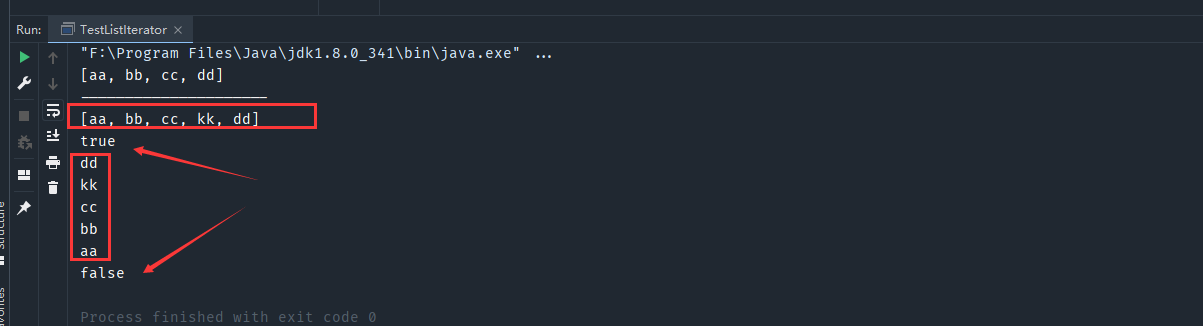 Run: TestListIterator ×
"F:\Program Files\Java\jdk1.8.0_341\bin\java.exe" ...
[aa, bb, cc, dd]
----------------------
[aa, bb, cc, kk, dd]
true
dd
kk
cc
bb
aa
false
Process finished with exit code 0
Structure